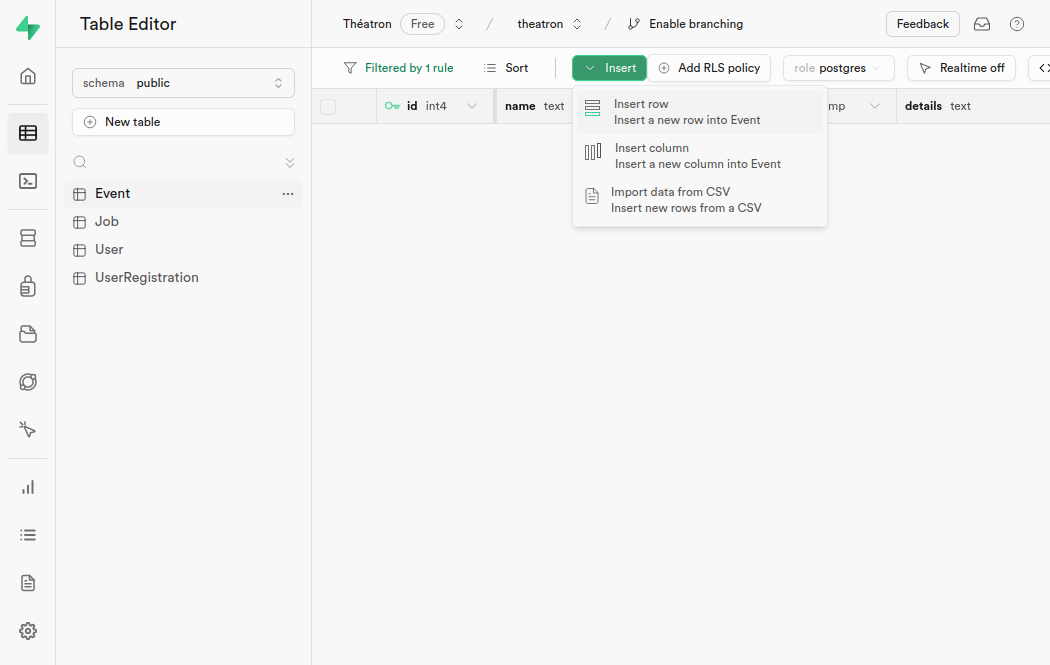 Table Editor
Théatron Free / theatron / Enable branching Feedback
schema public
New table
Event
Job
User
UserRegistration
Filtered by 1 rule Sort Insert Add RLS policy role postgres Realtime off
id int4 name text mp details text
Insert row
Insert a new row into Event
Insert column
Insert a new column into Event
Import data from CSV
Insert new rows from a CSV